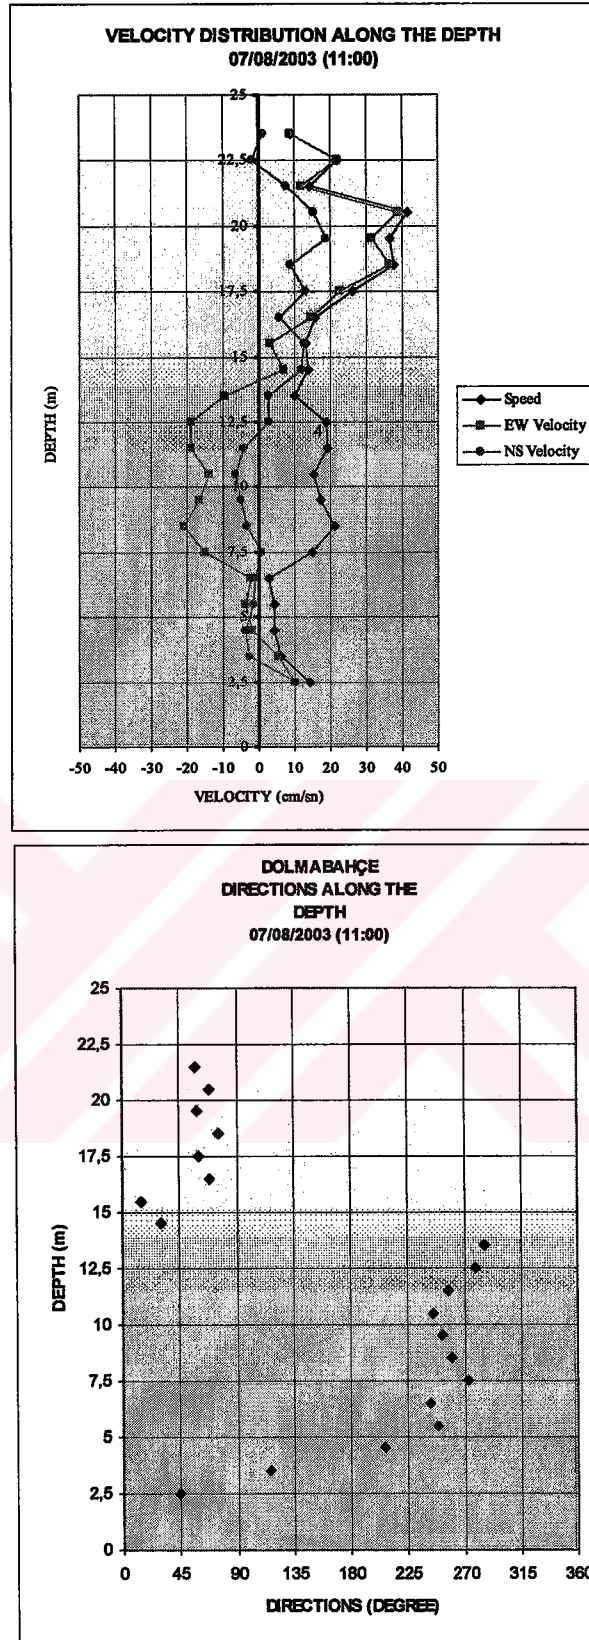 VELOCITY DISTRIBUTION ALONG THE DEPTH
07/08/2003 (11:00)
25
22,5
20
17,5
15
12,5
10
7,5
2,5
0
4
DEPTH (m)
-50 -40 -30 -20 -10 0 10 20 30 40 50
VELOCITY (cm/sn)
Speed
EW Velocity
NS Velocity
DOLMABAHÇE
DIRECTIONS ALONG THE
DEPTH
07/08/2003 (11:00)
25
22,5
20
17,5
15
12,5
10
7,5
5
2,5
0
DEPTH (m)
0 45 90 135 180 225 270 315 360
DIRECTIONS (DEGREE)